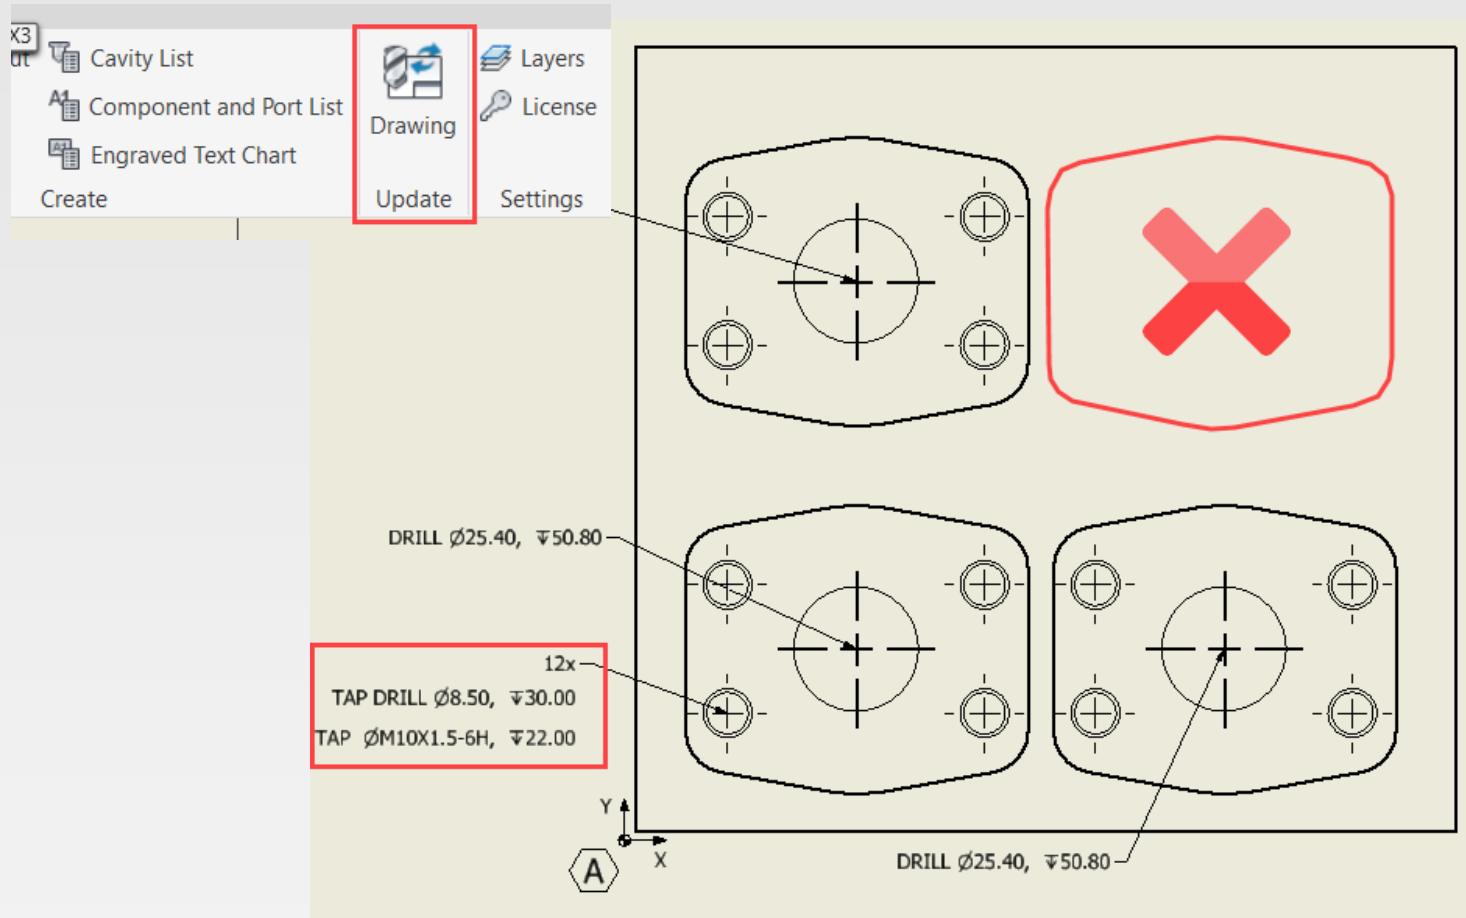 X3
ut
Cavity List
Component and Port List
Engraved Text Chart
Create
Drawing
Update
Layers
License
Settings
DRILL Ø25.40, ↧50.80
12x
TAP DRILL Ø8.50, ↧30.00
TAP ØM10X1.5-6H, ↧22.00
Y
X
A
DRILL Ø25.40, ↧50.80